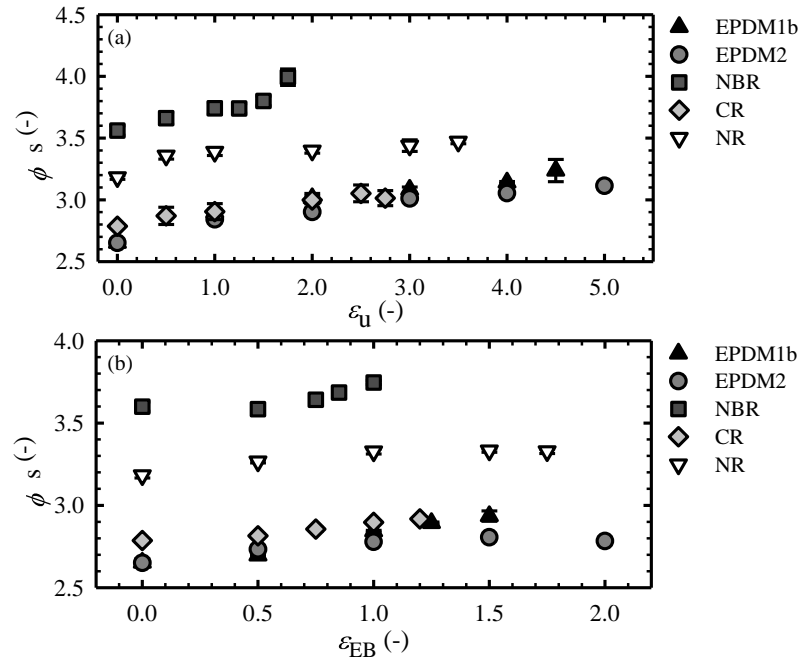 (a)
4.5
4.0
3.5
3.0
2.5
ϕ s (-)
0.0 1.0 2.0 3.0 4.0 5.0
εu (-)
EPDM1b
EPDM2
NBR
CR
NR
(b)
4.0
3.5
3.0
2.5
ϕ s (-)
0.0 0.5 1.0 1.5 2.0
εEB (-)
EPDM1b
EPDM2
NBR
CR
NR